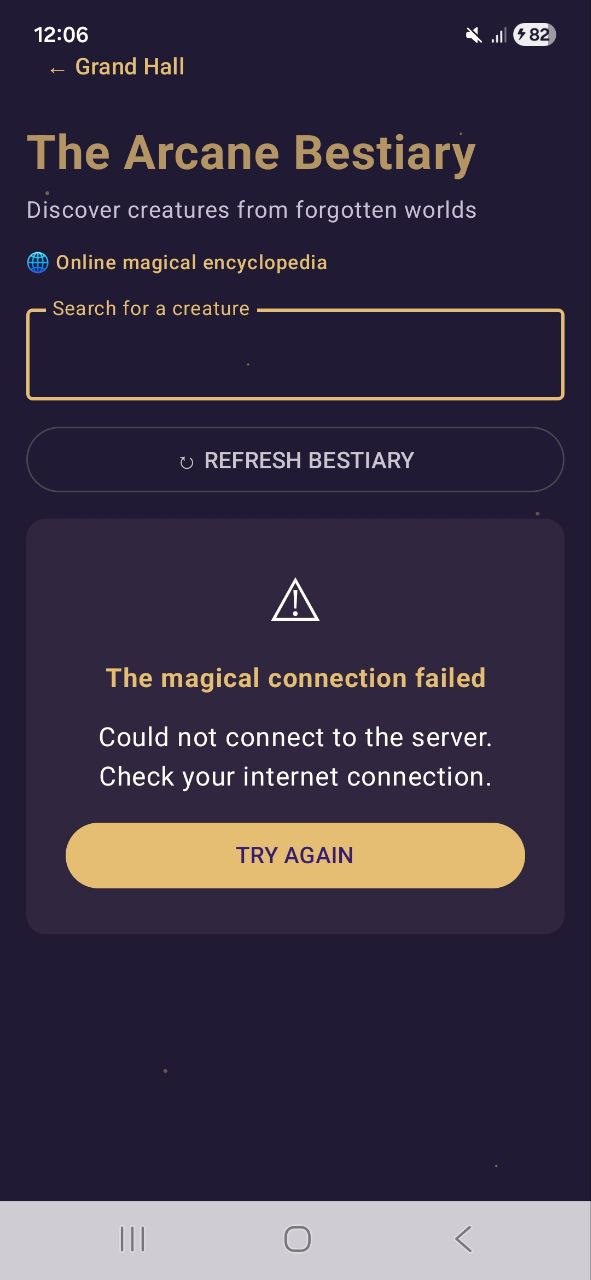 12:06
82
← Grand Hall
The Arcane Bestiary
Discover creatures from forgotten worlds
🌐 Online magical encyclopedia
Search for a creature
↻ REFRESH BESTIARY
⚠
The magical connection failed
Could not connect to the server.
Check your internet connection.
TRY AGAIN